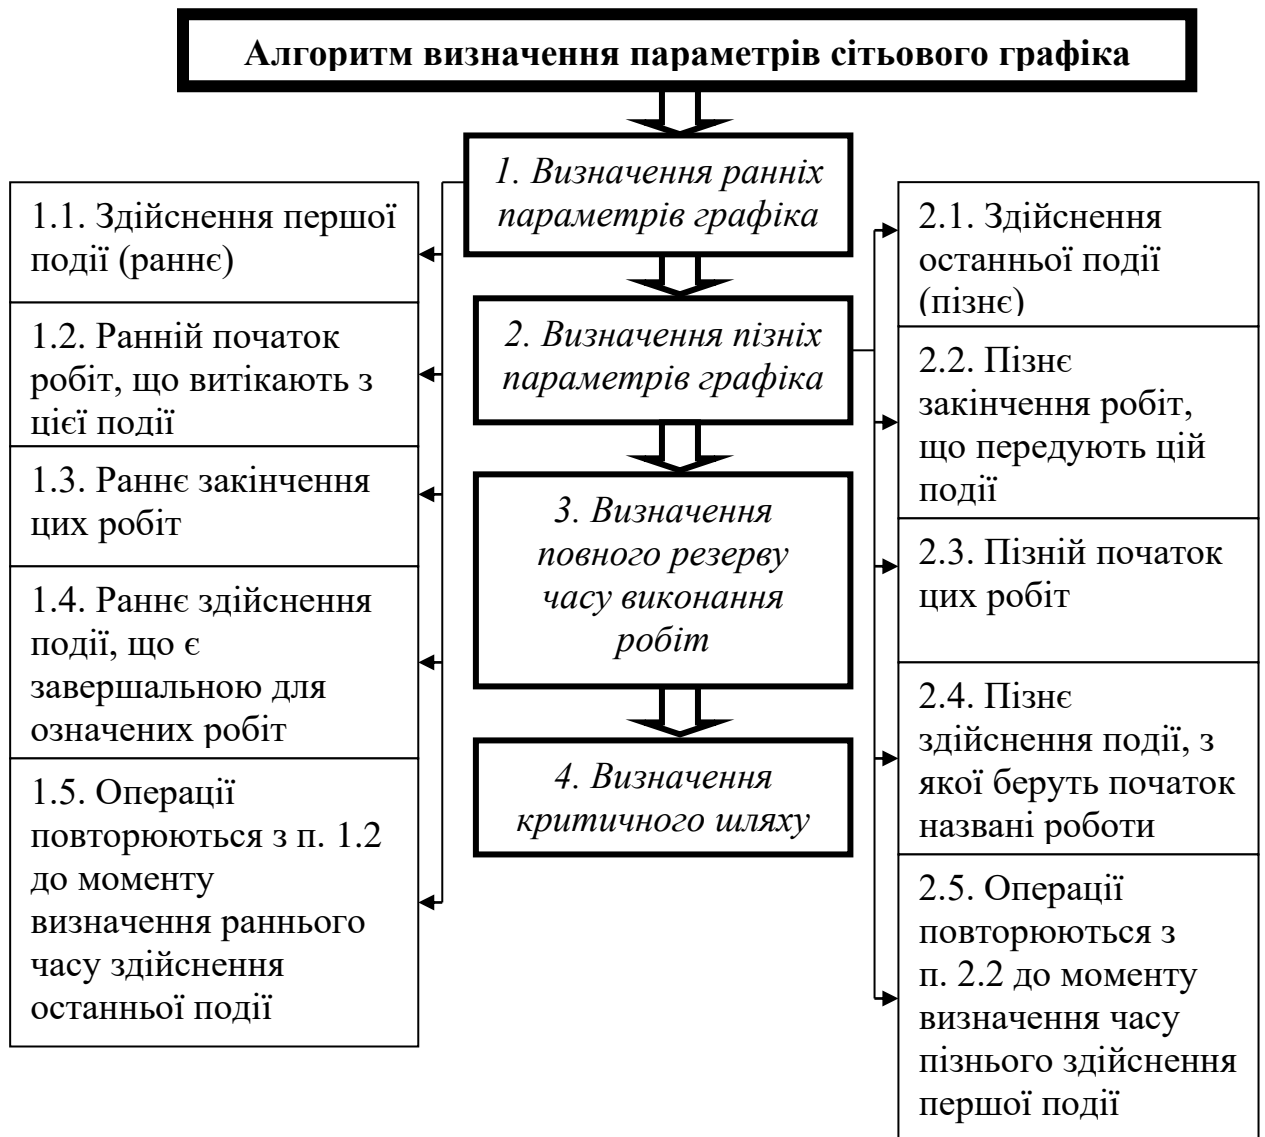 Алгоритм визначення параметрів сітьового графіка
1. Визначення ранніх
параметрів графіка
1.1. Здійснення першої
події (раннє)
1.2. Ранній початок
робіт, що витікають з
цієї події
1.3. Раннє закінчення
цих робіт
1.4. Раннє здійснення
події, що є
завершальною для
означених робіт
1.5. Операції
повторюються з п. 1.2
до моменту
визначення раннього
часу здійснення
останньої події
2. Визначення пізніх
параметрів графіка
2.1. Здійснення
останньої події
(пізнє)
2.2. Пізнє
закінчення робіт,
що передують цій
події
2.3. Пізній початок
цих робіт
2.4. Пізнє
здійснення події, з
якої беруть початок
названі роботи
2.5. Операції
повторюються з
п. 2.2 до моменту
визначення часу
пізнього здійснення
першої події
3. Визначення
повного резерву
часу виконання
робіт
4. Визначення
критичного шляху